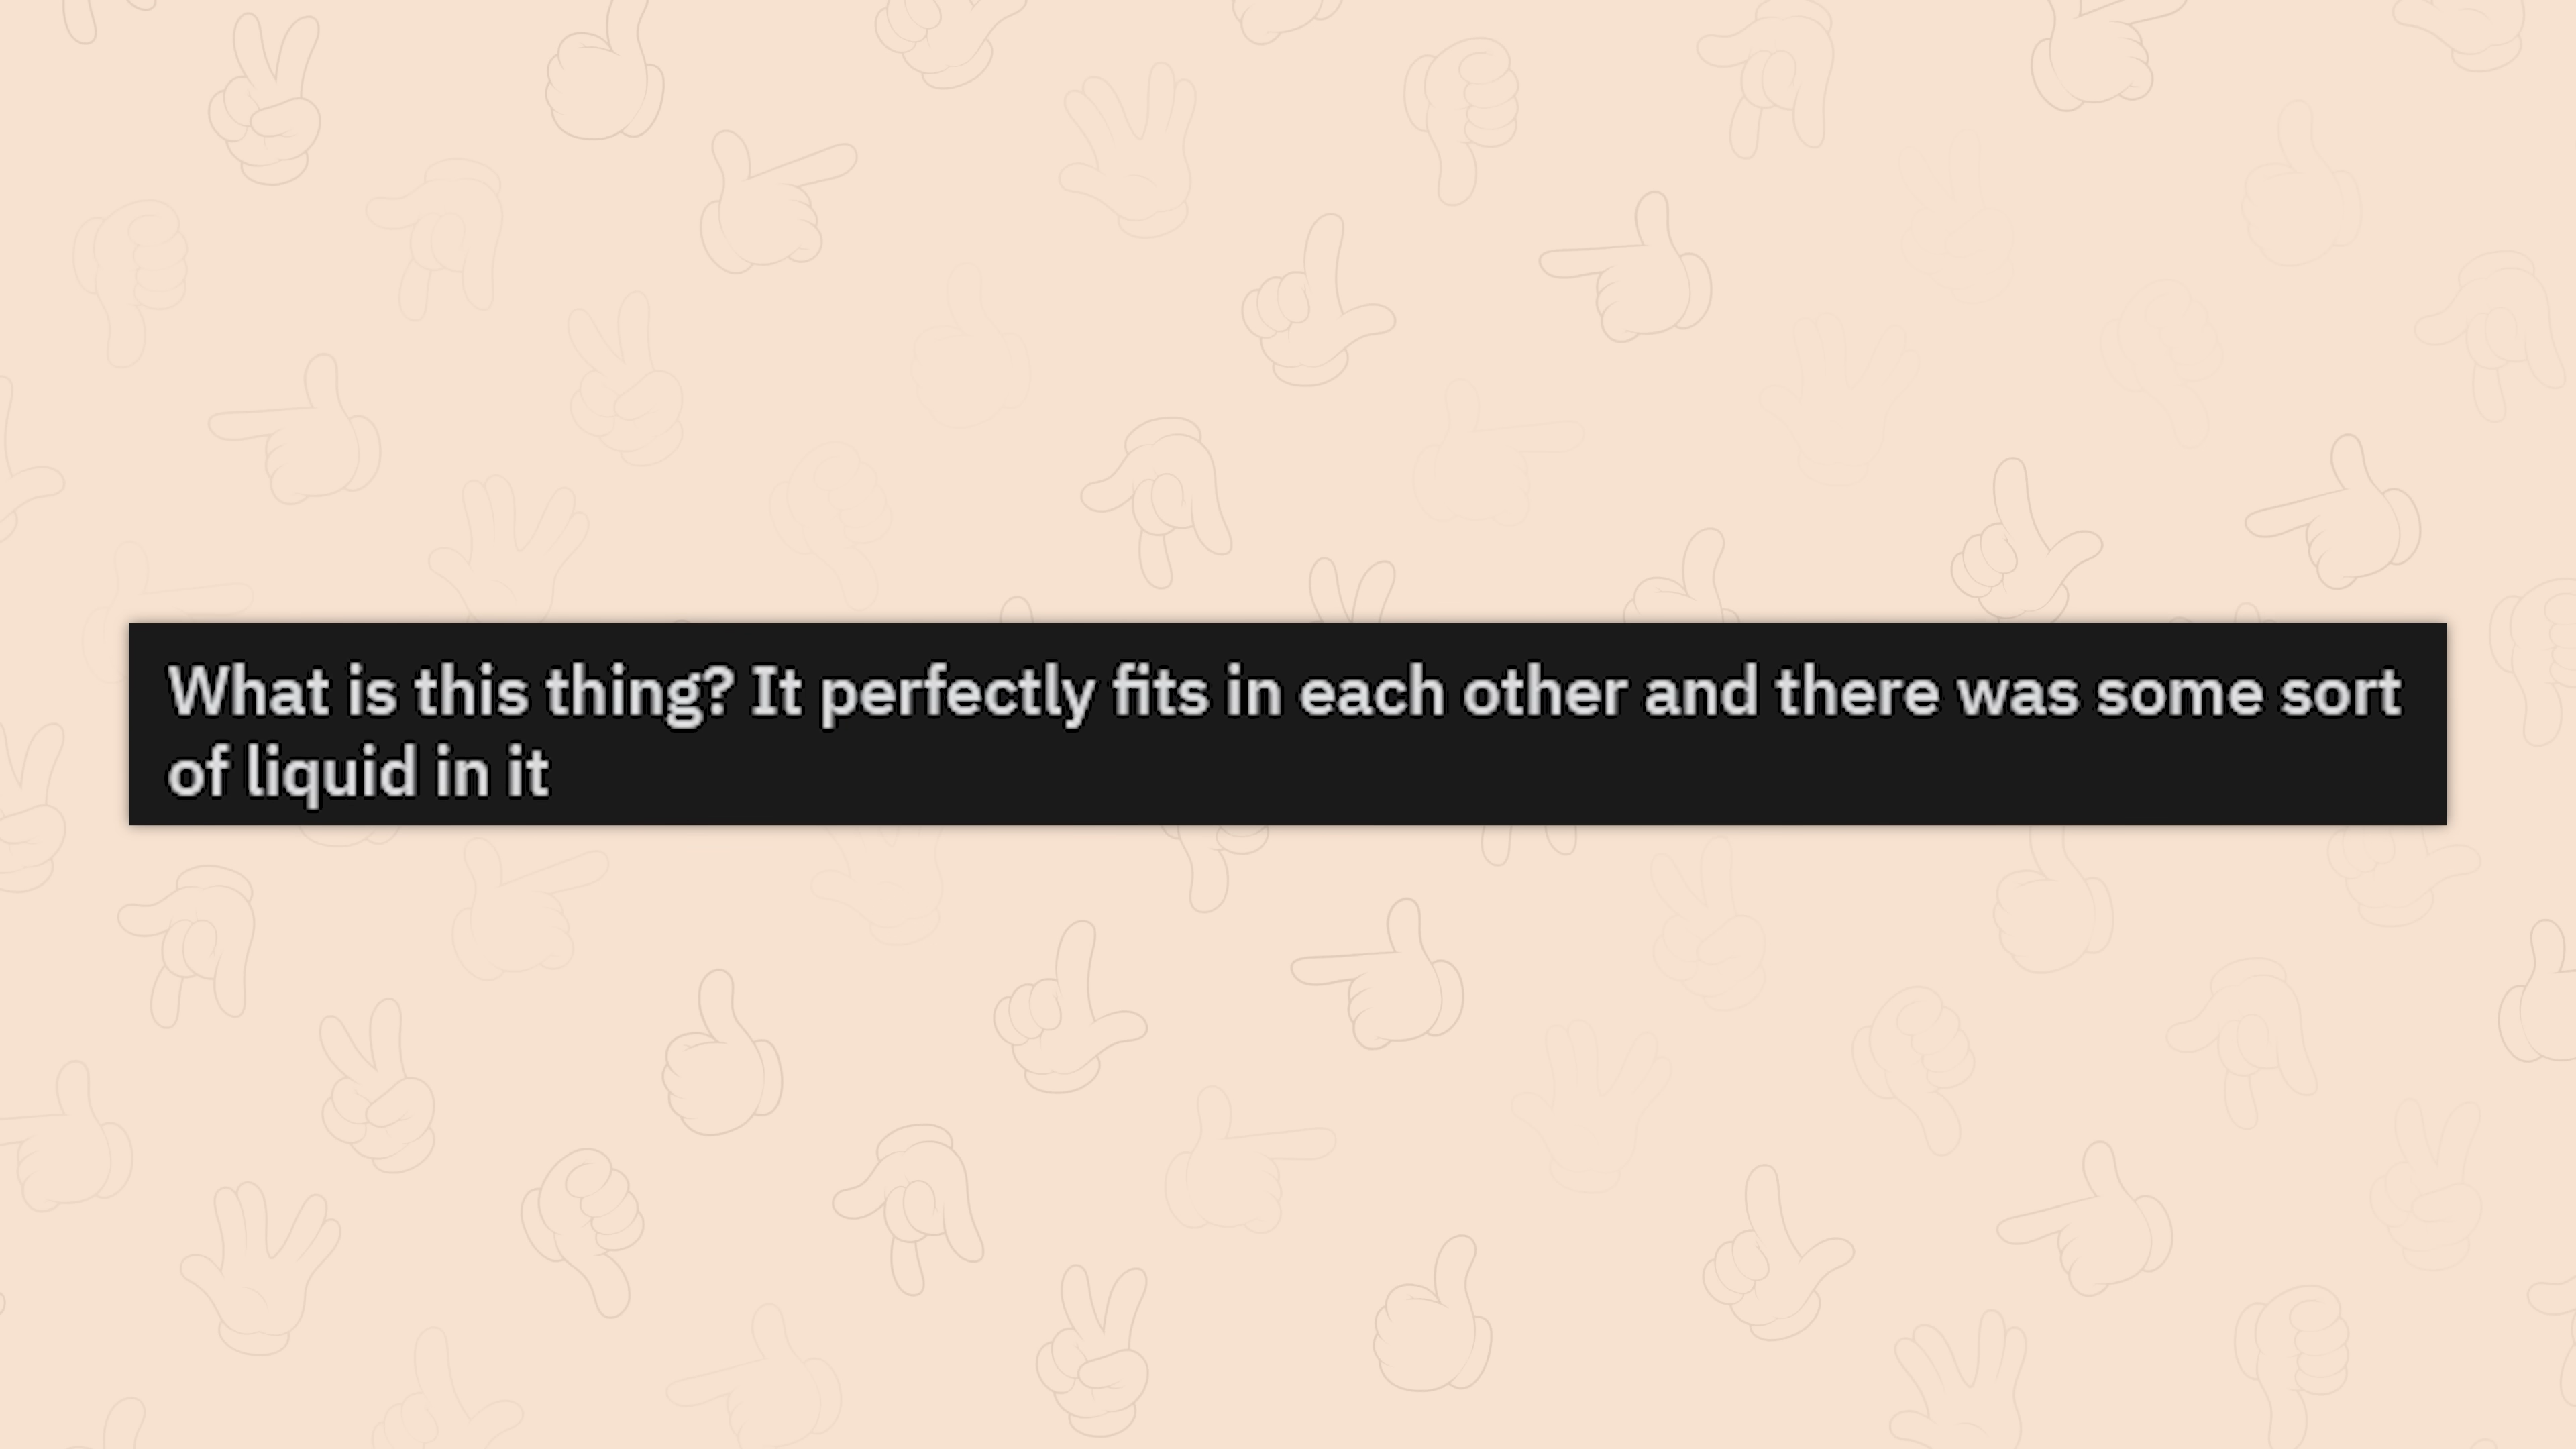 What is this thing? It perfectly fits in each other and there was some sort
of liquid in it